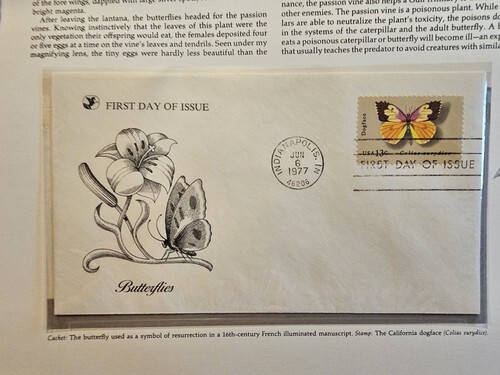 of the fore wings, dappled with large silver
bright magenta.
After leaving the lantana, the butterflies headed for the passion
vines. Knowing instinctively that the leaves of this plant were the
only vegetation their offspring would eat, the females deposited four
or five eggs at a time on the vine's leaves and tendrils. Seen under my
magnifying lens, the tiny eggs were hardly less beautiful than the
nance, the passion vine also helps a Gulf
other enemies. The passion vine is a poisonous plant. While
lars are able to neutralize the plant's toxicity, the poisons
in the systems of the caterpillar and the adult butterfly. A
eats a poisonous caterpillar or butterfly will become ill—an
that usually teaches the predator to avoid creatures with
FIRST DAY OF ISSUE
Butterflies
INDIANAPOLIS, IN
JUN
6
1977
46206
Dogface
USA 13c Colias eurydice
FIRST DAY OF ISSUE
Cachet: The butterfly used as a symbol of resurrection in a 16th-century French illuminated manuscript. Stamp: The California dogface (Colias eurydice).